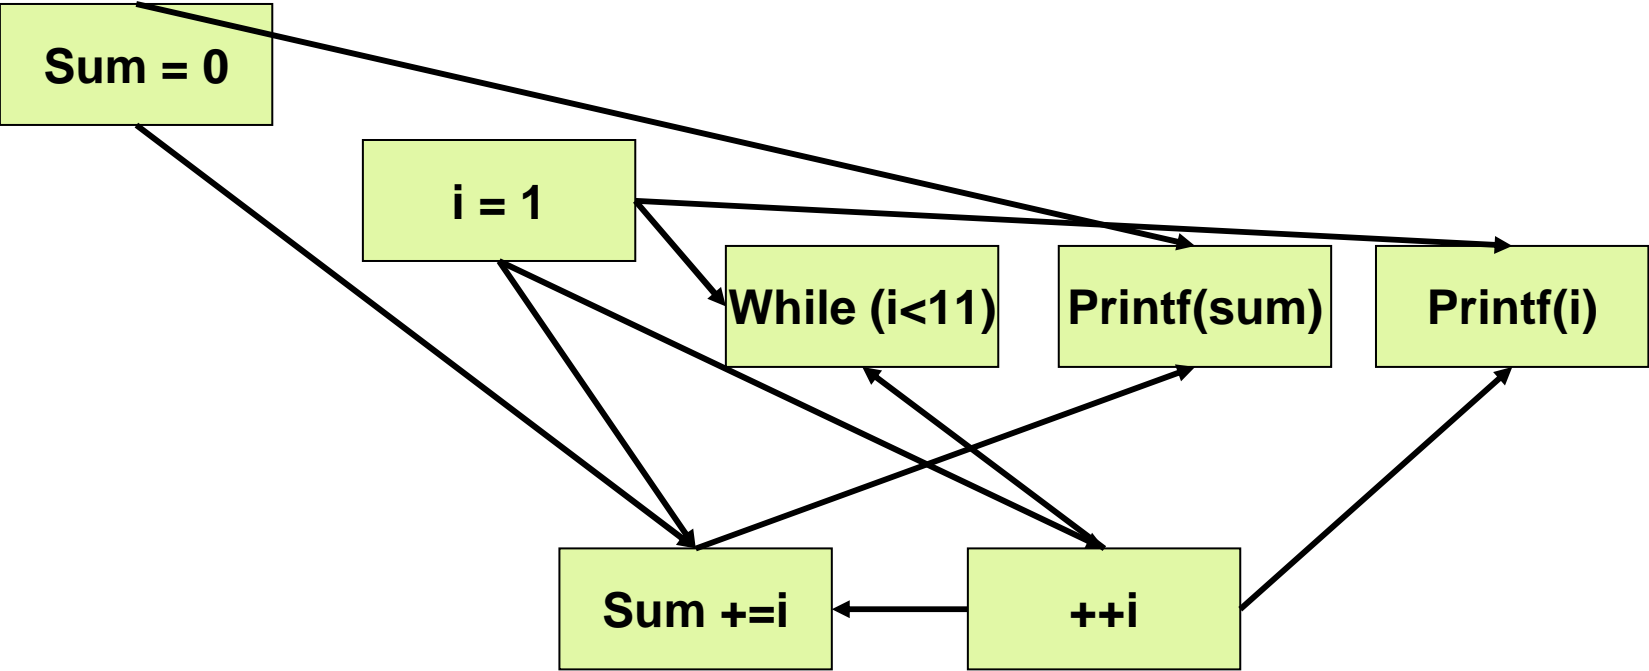 Sum = 0
i = 1
While (i<11)
Printf(sum)
Printf(i)
Sum +=i
++i